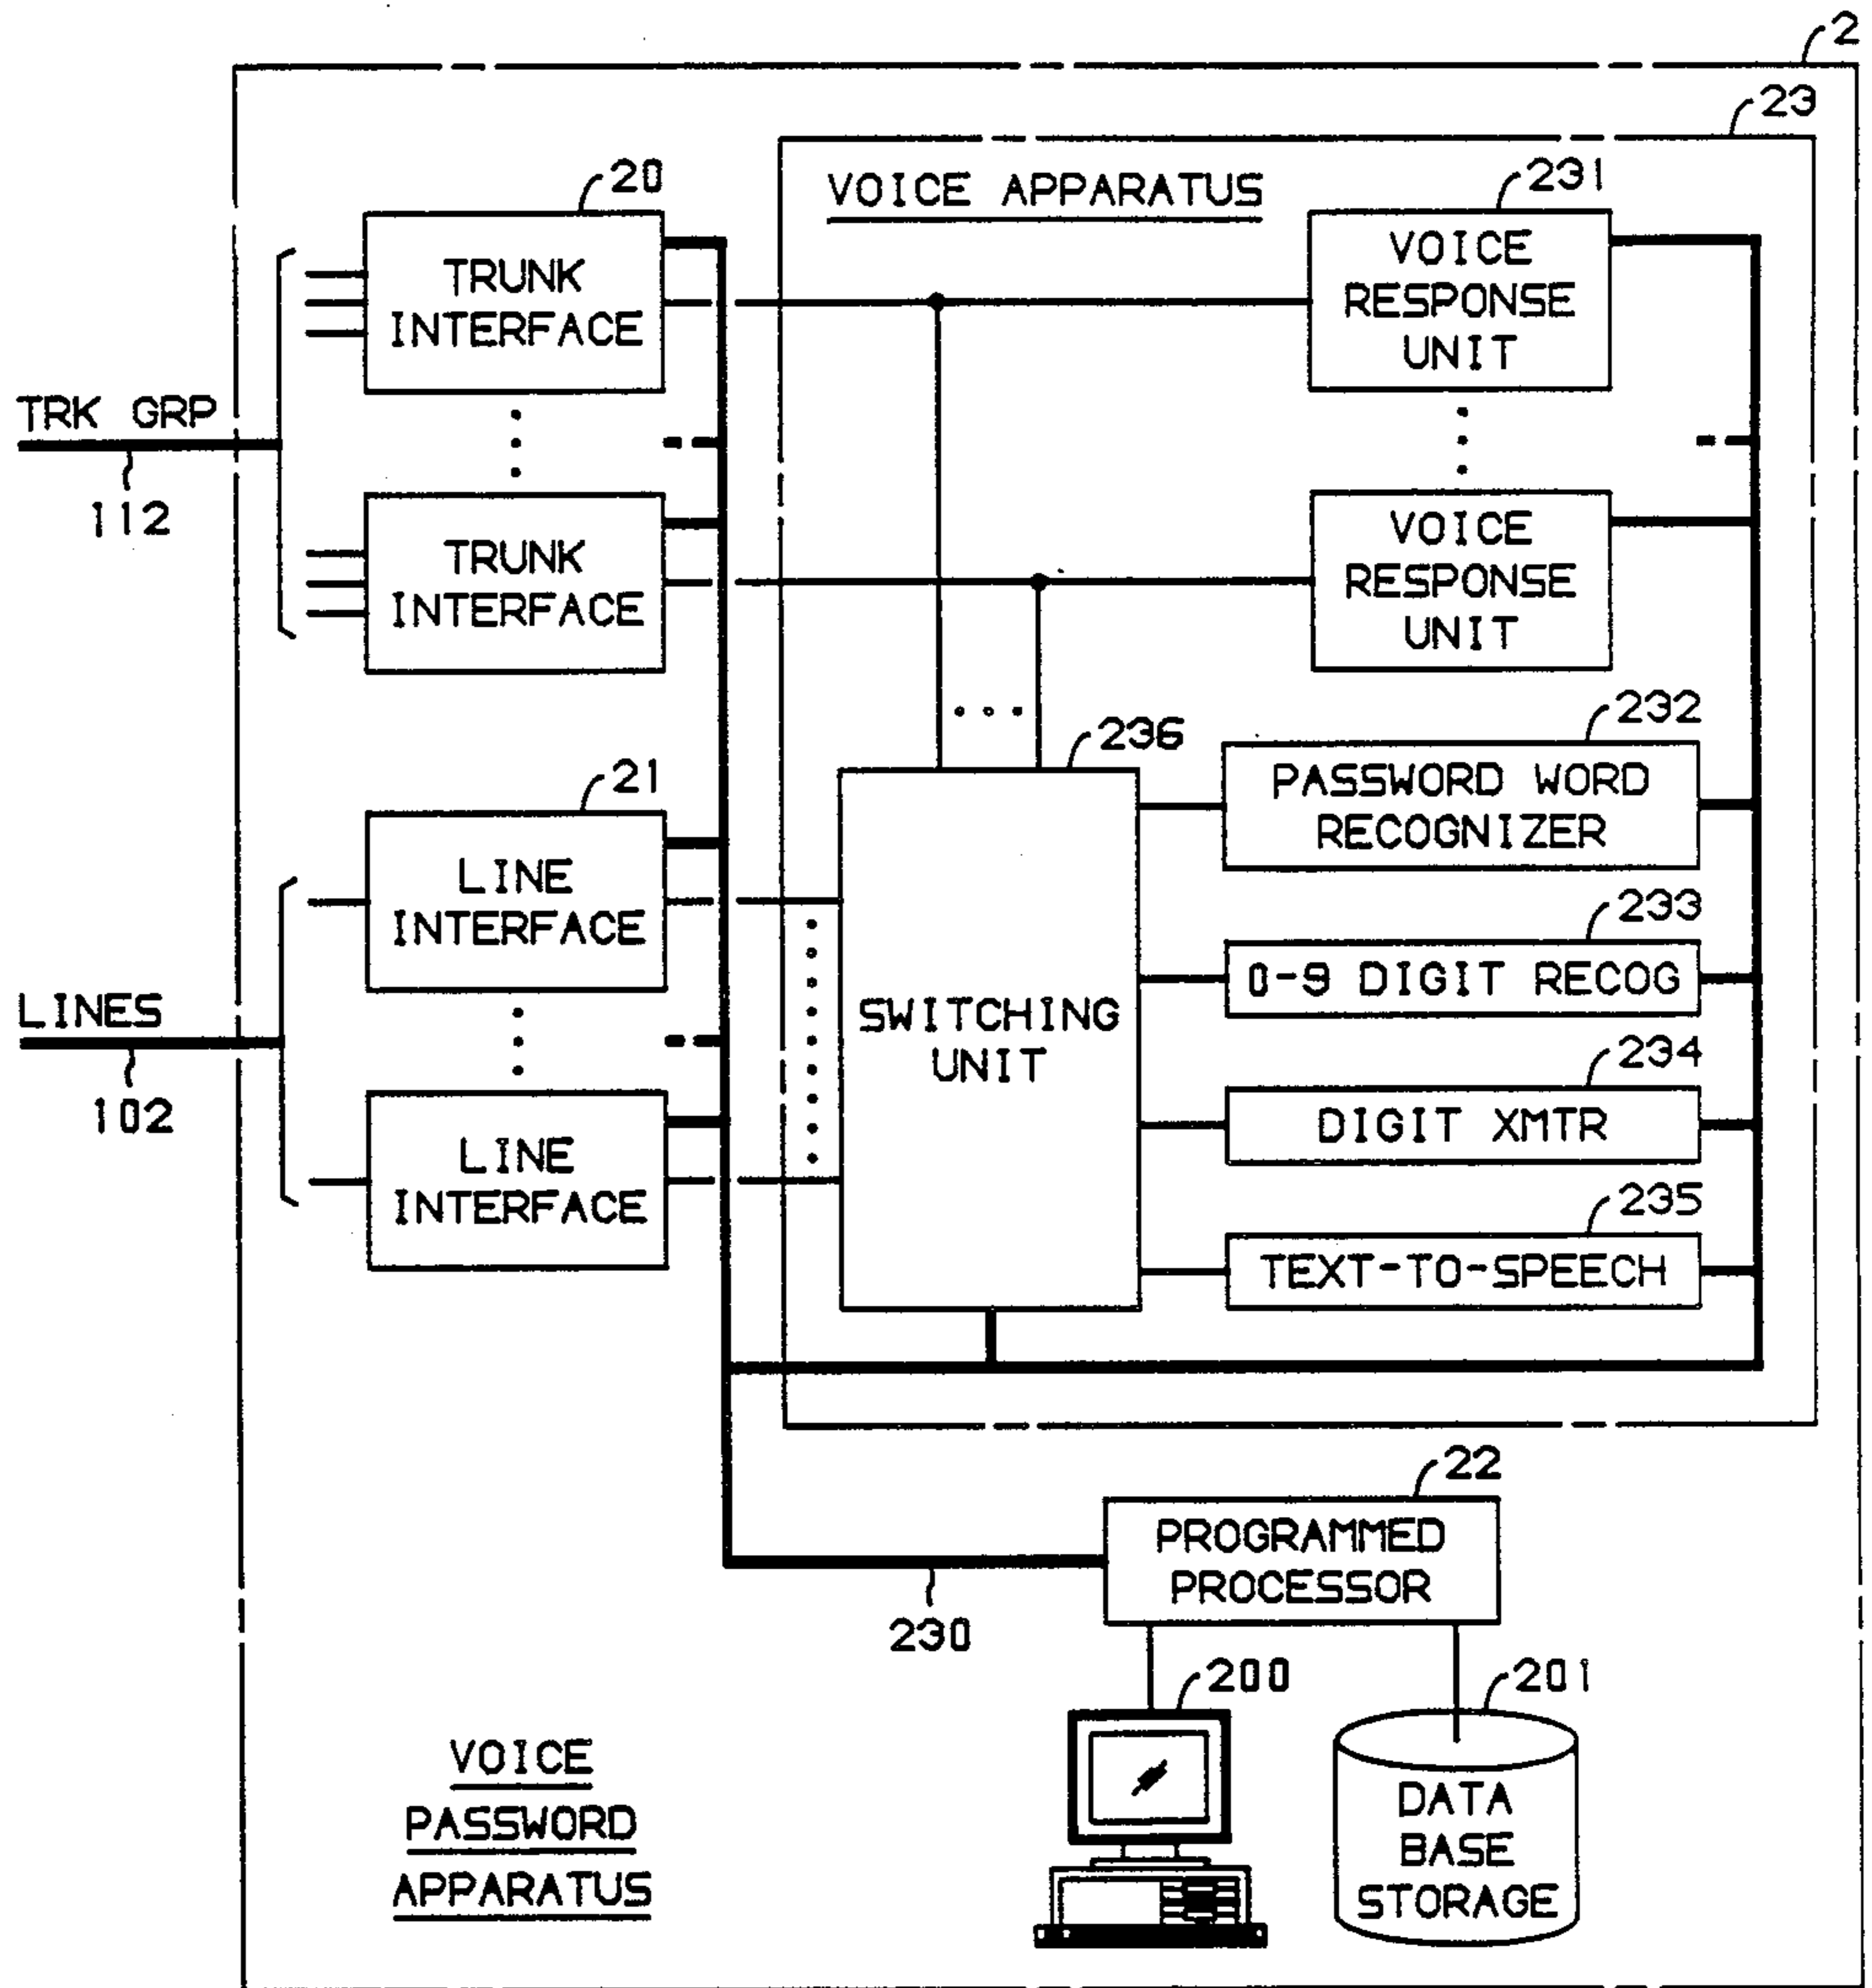 2
23
20
VOICE APPARATUS
231
TRUNK
INTERFACE
VOICE
RESPONSE
UNIT
TRK GRP
112
TRUNK
INTERFACE
VOICE
RESPONSE
UNIT
232
236
PASSWORD WORD
RECOGNIZER
21
LINE
INTERFACE
233
0-9 DIGIT RECOG
LINES
102
SWITCHING
UNIT
234
DIGIT XMTR
LINE
INTERFACE
235
TEXT-TO-SPEECH
22
PROGRAMMED
PROCESSOR
230
200
201
VOICE
PASSWORD
APPARATUS
DATA
BASE
STORAGE